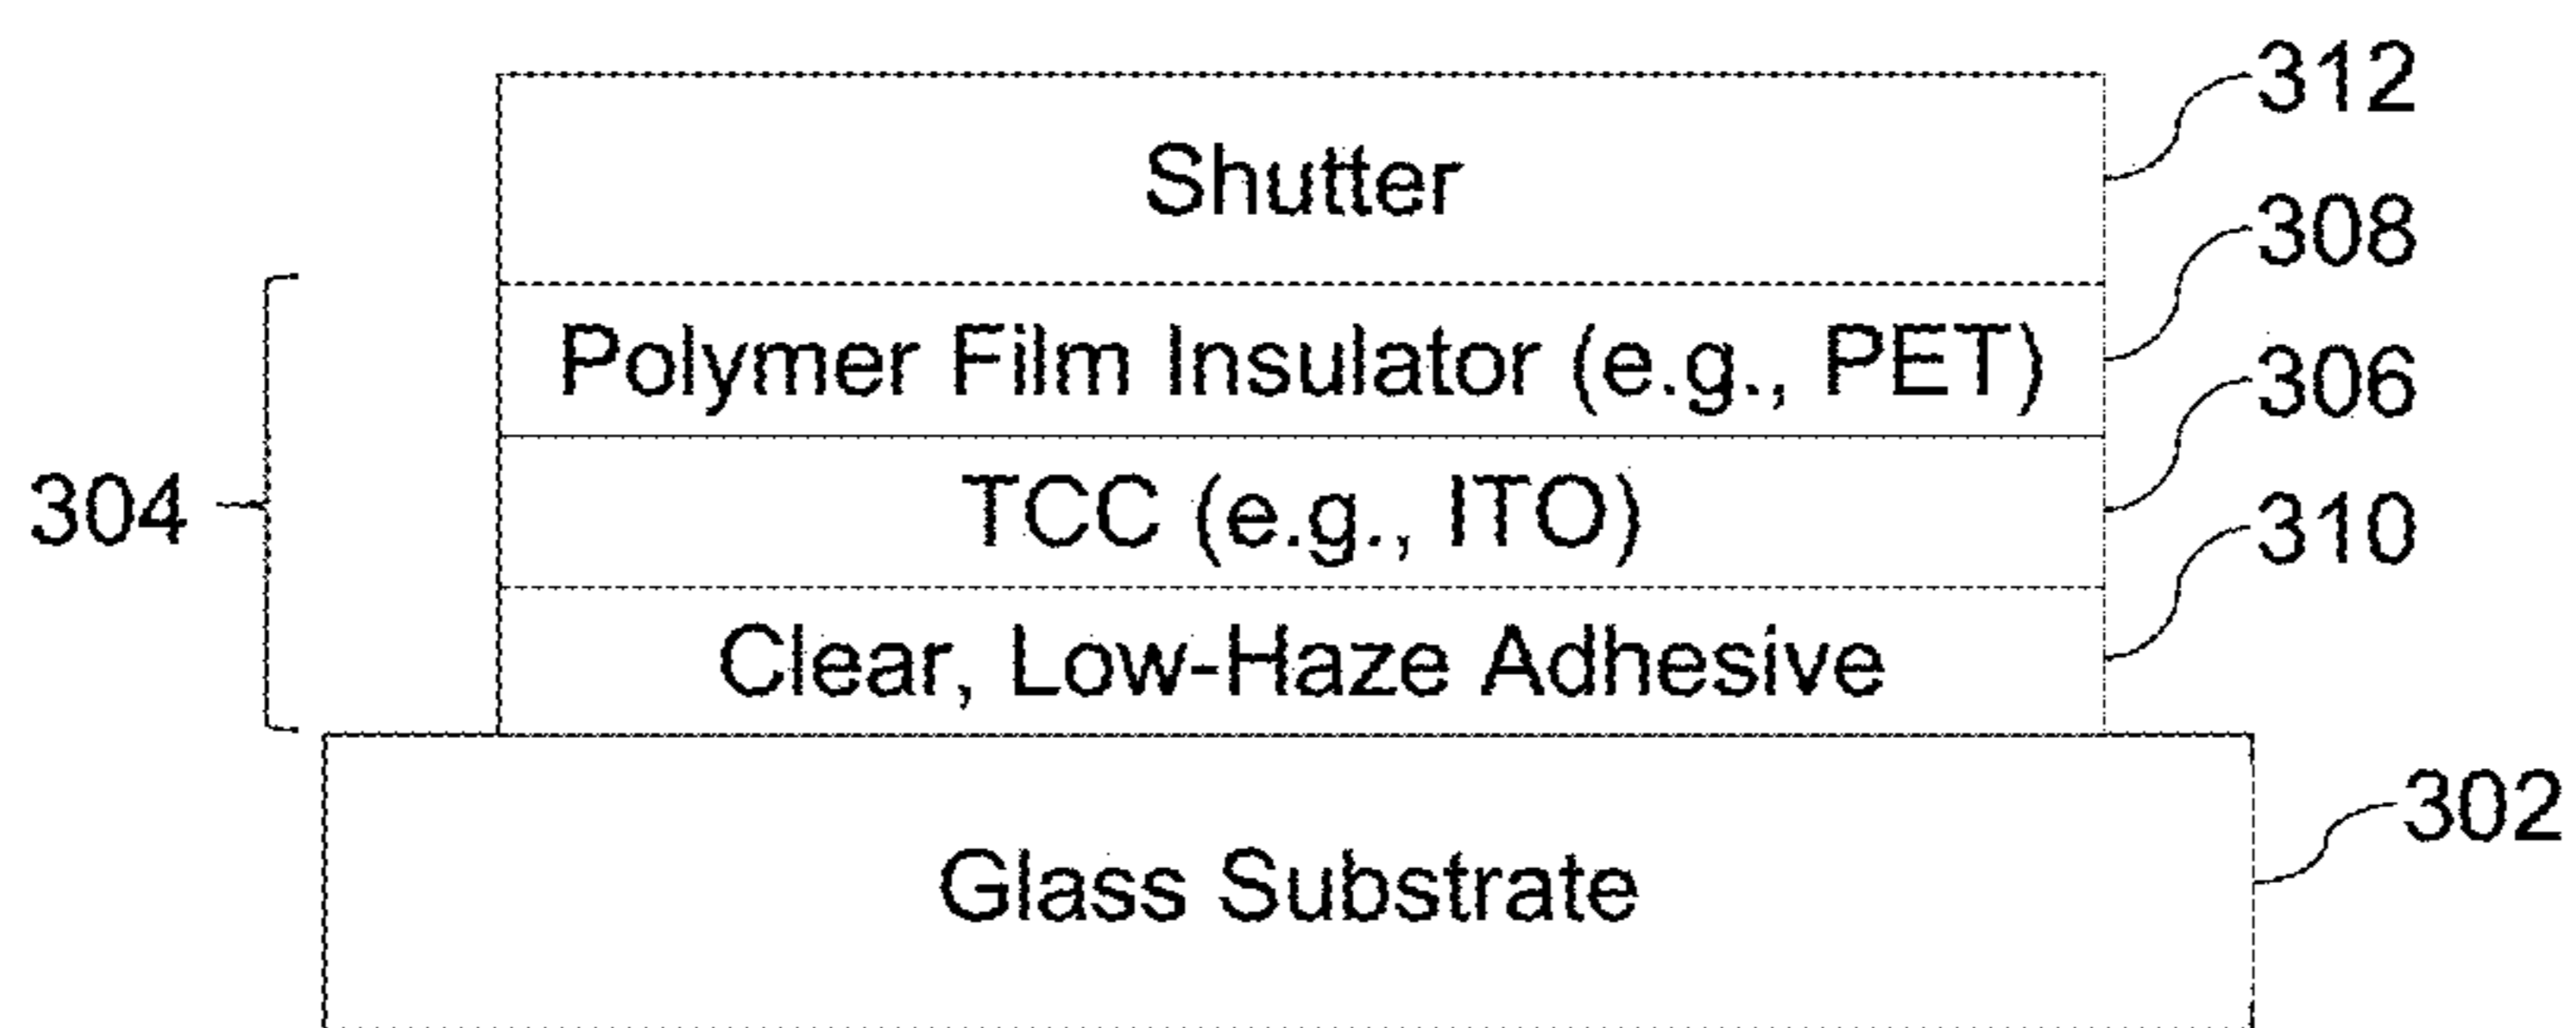 312
Shutter
308
Polymer Film Insulator (e.g., PET)
306
304
TCC (e.g., ITO)
310
Clear, Low-Haze Adhesive
302
Glass Substrate